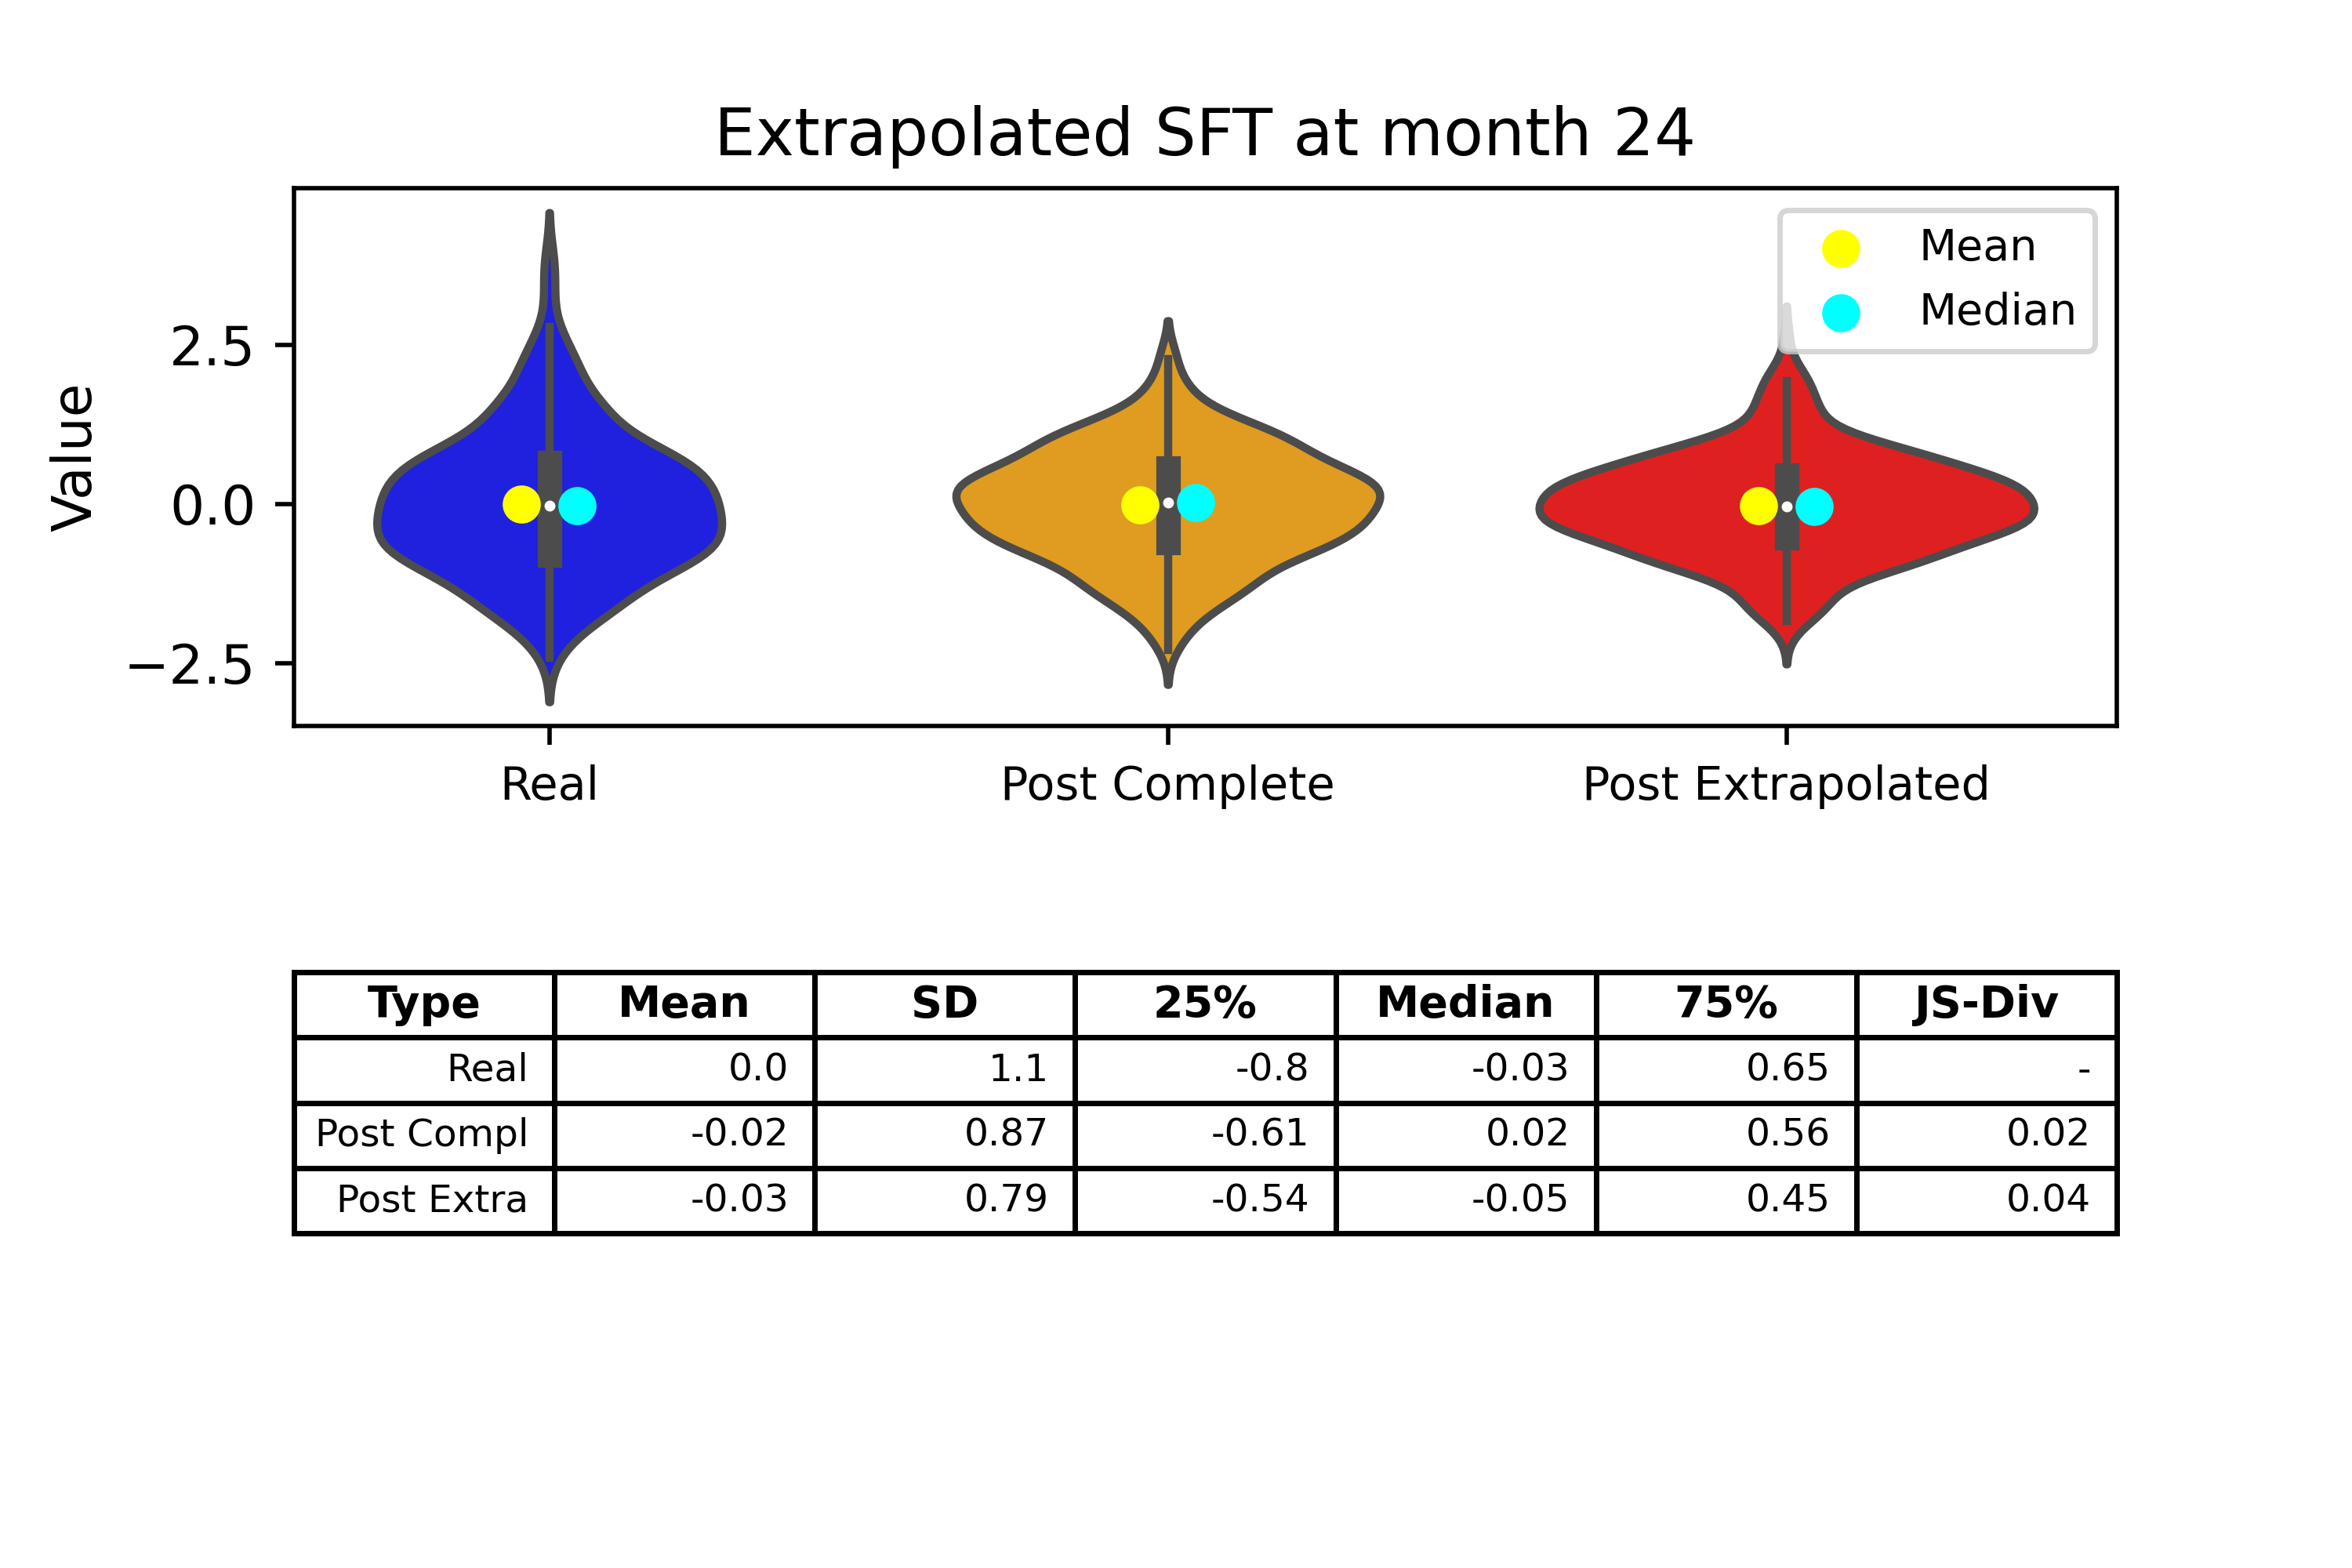 Extrapolated SFT at month 24
Mean
Median
2.5
0.0
−2.5
Value
Real Post Complete Post Extrapolated
Type Mean SD 25% Median 75% JS-Div
Real 0.0 1.1 -0.8 -0.03 0.65 -
Post Compl -0.02 0.87 -0.61 0.02 0.56 0.02
Post Extra -0.03 0.79 -0.54 -0.05 0.45 0.04